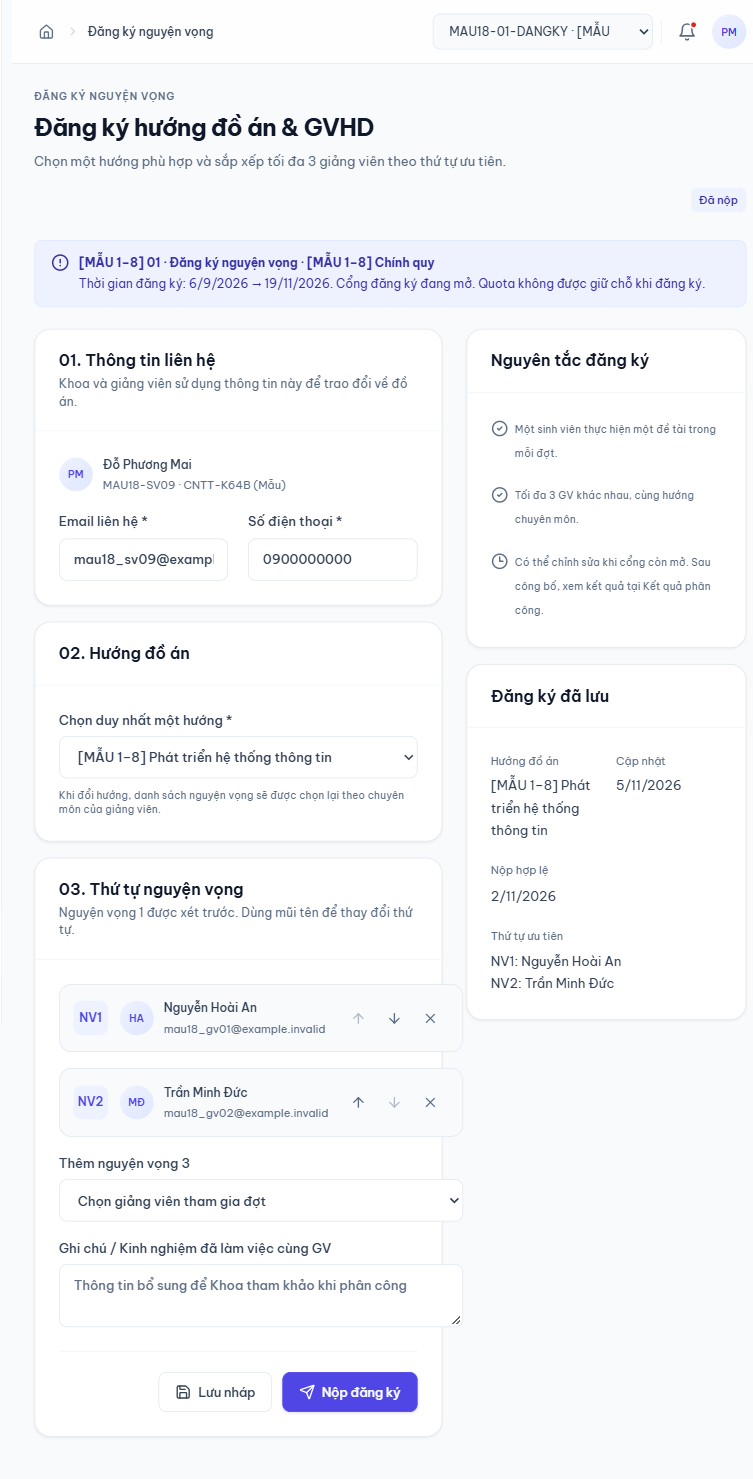 Đăng ký nguyện vọng
MAU18-01-DANGKY · [MẪU
PM
ĐĂNG KÝ NGUYỆN VỌNG
Đăng ký hướng đồ án & GVHD
Chọn một hướng phù hợp và sắp xếp tối đa 3 giảng viên theo thứ tự ưu tiên.
Đã nộp
[MẪU 1–8] 01 · Đăng ký nguyện vọng · [MẪU 1–8] Chính quy
Thời gian đăng ký: 6/9/2026 → 19/11/2026. Cổng đăng ký đang mở. Quota không được giữ chỗ khi đăng ký.
01. Thông tin liên hệ
Khoa và giảng viên sử dụng thông tin này để trao đổi về đồ
án.
PM
Đỗ Phương Mai
MAU18-SV09 · CNTT-K64B (Mẫu)
Email liên hệ *
Số điện thoại *
mau18_sv09@exampl
0900000000
02. Hướng đồ án
Chọn duy nhất một hướng *
[MẪU 1–8] Phát triển hệ thống thông tin
Khi đổi hướng, danh sách nguyện vọng sẽ được chọn lại theo chuyên
môn của giảng viên.
03. Thứ tự nguyện vọng
Nguyện vọng 1 được xét trước. Dùng mũi tên để thay đổi thứ
tự.
NV1
HA
Nguyễn Hoài An
mau18_gv01@example.invalid
NV2
MĐ
Trần Minh Đức
mau18_gv02@example.invalid
Thêm nguyện vọng 3
Chọn giảng viên tham gia đợt
Ghi chú / Kinh nghiệm đã làm việc cùng GV
Thông tin bổ sung để Khoa tham khảo khi phân công
Lưu nháp
Nộp đăng ký
Nguyên tắc đăng ký
Một sinh viên thực hiện một đề tài trong
mỗi đợt.
Tối đa 3 GV khác nhau, cùng hướng
chuyên môn.
Có thể chỉnh sửa khi cổng còn mở. Sau
công bố, xem kết quả tại Kết quả phân
công.
Đăng ký đã lưu
Hướng đồ án
Cập nhật
[MẪU 1–8] Phát
triển hệ thống
thông tin
5/11/2026
Nộp hợp lệ
2/11/2026
Thứ tự ưu tiên
NV1: Nguyễn Hoài An
NV2: Trần Minh Đức